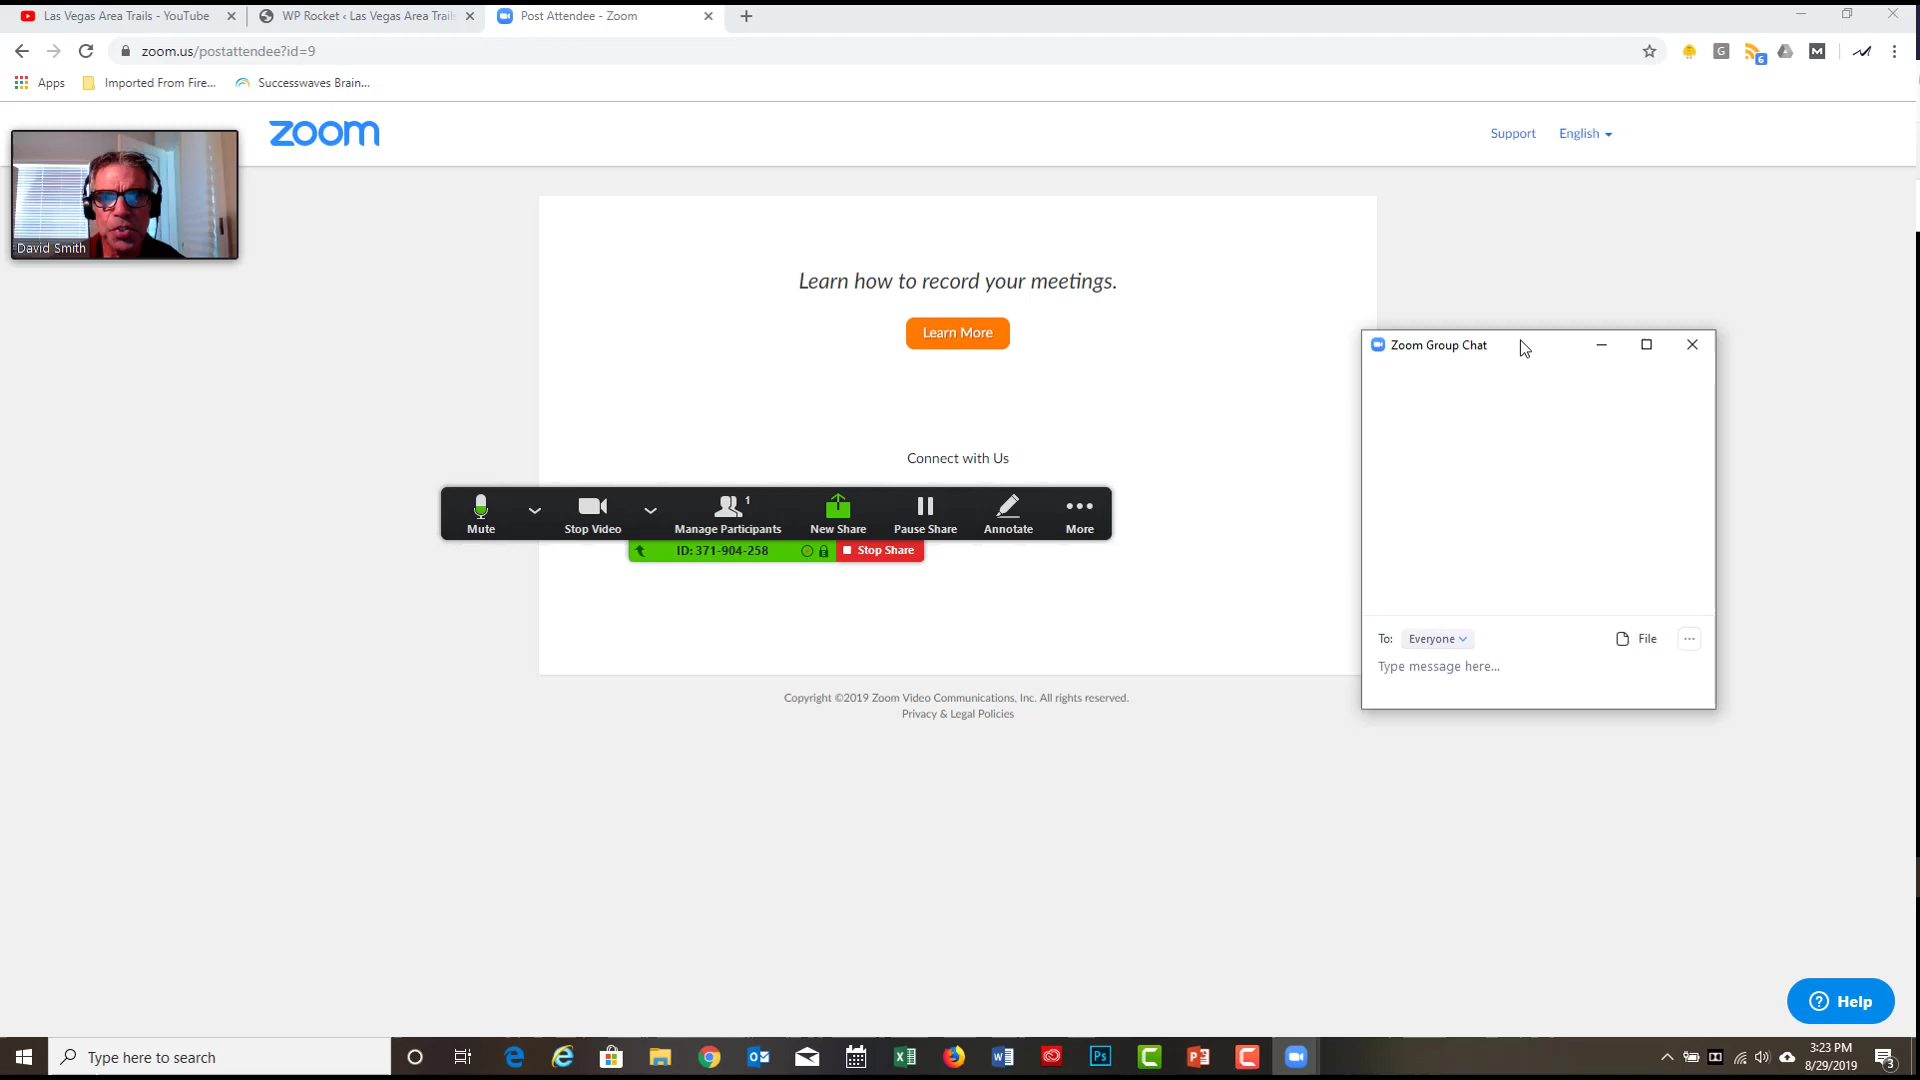 Las Vegas Area Trails - YouTube
WP Rocket ‹ Las Vegas Area Trails
Post Attendee - Zoom
zoom.us/postattendee?id=9
G
6
M
Apps
Imported From Fire...
Successwaves Brain...
zoom
Support
English
David Smith
Learn how to record your meetings.
Learn More
Zoom Group Chat
Connect with Us
Mute
Stop Video
1
Manage Participants
New Share
Pause Share
Annotate
More
ID: 371-904-258
Stop Share
To: Everyone
File
Type message here...
Copyright ©2019 Zoom Video Communications, Inc. All rights reserved.
Privacy & Legal Policies
Help
Type here to search
Ps
3:23 PM
8/29/2019
3